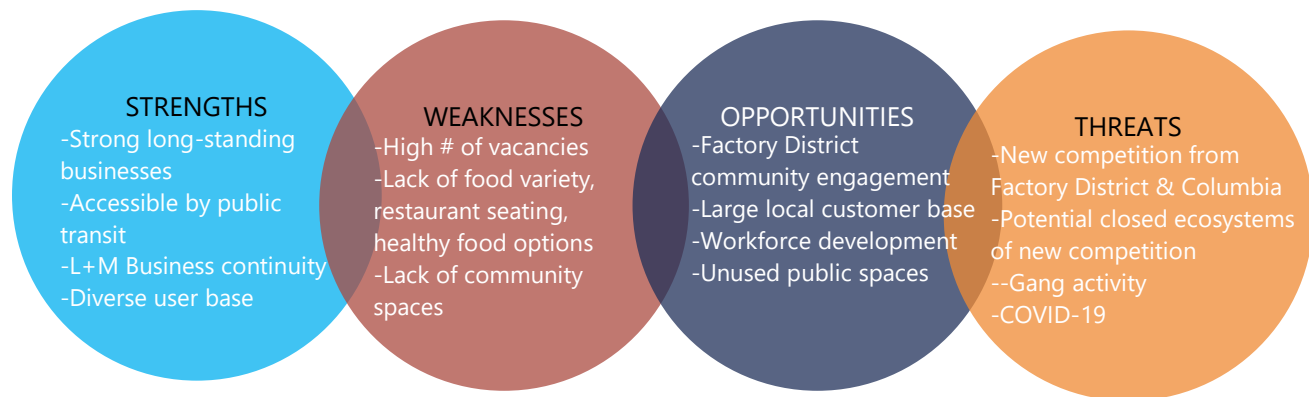 STRENGTHS
-Strong long-standing
businesses
-Accessible by public
transit
-L+M Business continuity
-Diverse user base
WEAKNESSES
-High # of vacancies
-Lack of food variety,
restaurant seating,
healthy food options
-Lack of community
spaces
OPPORTUNITIES
-Factory District
community engagement
-Large local customer base
-Workforce development
-Unused public spaces
THREATS
-New competition from
Factory District & Columbia
-Potential closed ecosystems
of new competition
--Gang activity
-COVID-19